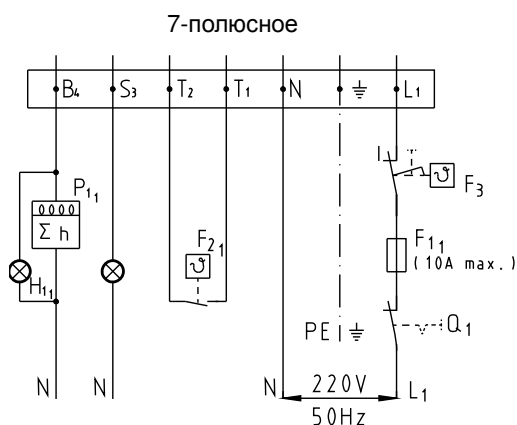 7-полюсное
B4 S3 T2 T1 N L1
P11
0000
Σ h
H11
F21
ϑ
ϑ
F3
F11
(10A max.)
PE
Q1
N N N 220V L1
50Hz